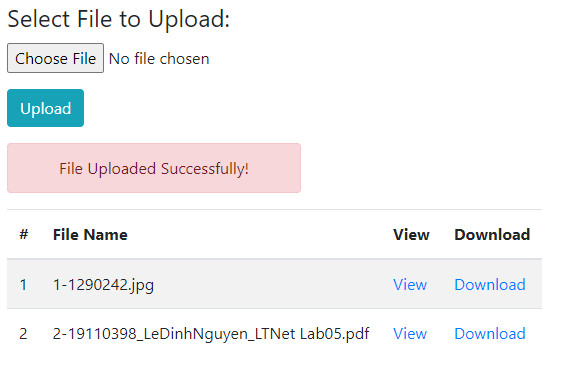 Select File to Upload:
Choose File No file chosen
Upload
File Uploaded Successfully!
# File Name View Download
1 1-1290242.jpg View Download
2 2-19110398_LeDinhNguyen_LTNet Lab05.pdf View Download